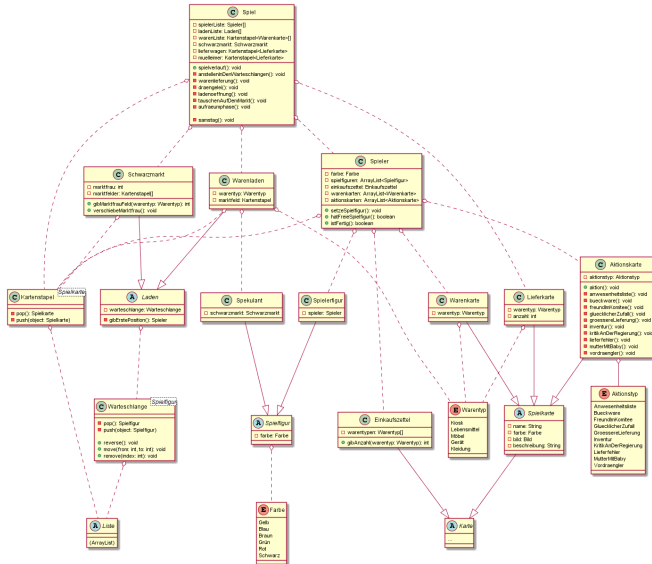 C Spiel
spielerListe: Spieler[]
ladenListe: Laden[]
warenListe: Kartenstapel<Warenkarte>[]
schwarzmarkt: Schwarzmarkt
lieferwagen: Kartenstapel<Lieferkarte>
muelleimer: Kartenstapel<Lieferkarte>
spielverlauf(): void
anstellenInDenWarteschlangen(): void
warenlieferung(): void
draengelei(): void
ladenoeffnung(): void
tauschenAufDemMarkt(): void
aufraeumphase(): void
samstag(): void
C Schwarzmarkt
marktfrau: int
marktfelder: Kartenstapel[]
gibMarktfrauFeld(warentyp: Warentyp): int
verschiebeMarktfrau(): void
C Warenladen
warentyp: Warentyp
marktfeld: Kartenstapel
C Spieler
farbe: Farbe
spielfiguren: ArrayList<Spielfigur>
einkaufszettel: Einkaufszettel
warenkarten: ArrayList<Warenkarte>
aktionskarten: ArrayList<Aktionskarte>
setzeSpielfigur(): void
hatFreieSpielfigur(): boolean
istFertig(): boolean
C Aktionskarte
aktionstyp: Aktionstyp
aktion(): void
anwesenheitsliste(): void
bueckware(): void
freundImKomitee(): void
gluecklicherZufall(): void
groessereLieferung(): void
inventur(): void
kritikAnDerRegierung(): void
lieferfehler(): void
mutterMitBaby(): void
vordraengler(): void
C Kartenstapel
Spielkarte
pop(): Spielkarte
push(object: Spielkarte)
A Laden
warteschlange: Warteschlange
gibErstePosition(): Spieler
C Spekulant
schwarzmarkt: Schwarzmarkt
C Spielerfigur
spieler: Spieler
C Warenkarte
warentyp: Warentyp
C Lieferkarte
warentyp: Warentyp
anzahl: int
C Warteschlange
Spielfigur
pop(): Spielfigur
push(object: Spielfigur)
reverse(): void
move(from: int, to: int): void
remove(index: int): void
A Spielfigur
farbe: Farbe
C Einkaufszettel
warentypen: Warentyp[]
gibAnzahl(warentyp: Warentyp): int
E Warentyp
Kiosk
Lebensmittel
Möbel
Gerät
Kleidung
A Spielkarte
name: String
farbe: Farbe
bild: Bild
beschreibung: String
E Aktionstyp
Anwesenheitsliste
Bueckware
FreundImKomitee
GluecklicherZufall
GroessereLieferung
Inventur
KritikAnDerRegierung
Lieferfehler
MutterMitBaby
Vordraengler
A Liste
(ArrayList)
E Farbe
Gelb
Blau
Braun
Grün
Rot
Schwarz
A Karte
...